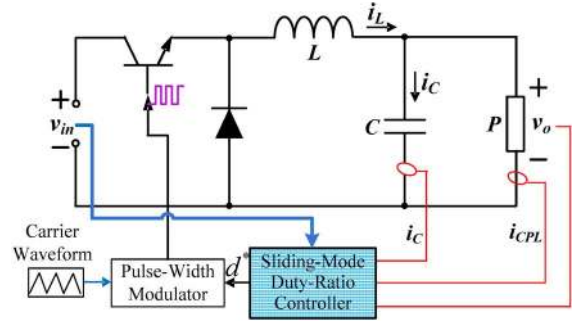 i_L
L
+
v_in
−
i_C
C
+
P
v_o
−
i_C
i_CPL
Carrier
Waveform
Pulse-Width
Modulator
d*
Sliding-Mode
Duty-Ratio
Controller